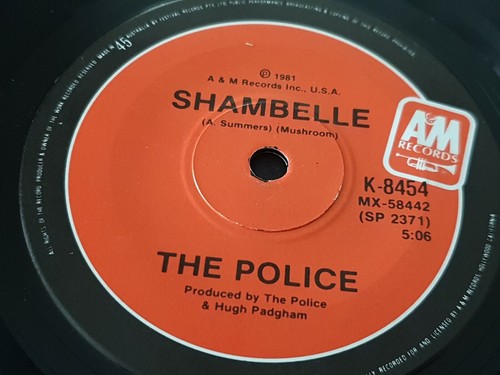 ℗ 1981
A & M Records Inc., U.S.A.
SHAMBELLE
(A. Summers) (Mushroom)
A&M
RECORDS
K-8454
MX-58442
(SP 2371)
5:06
THE POLICE
Produced by The Police
& Hugh Padgham
45